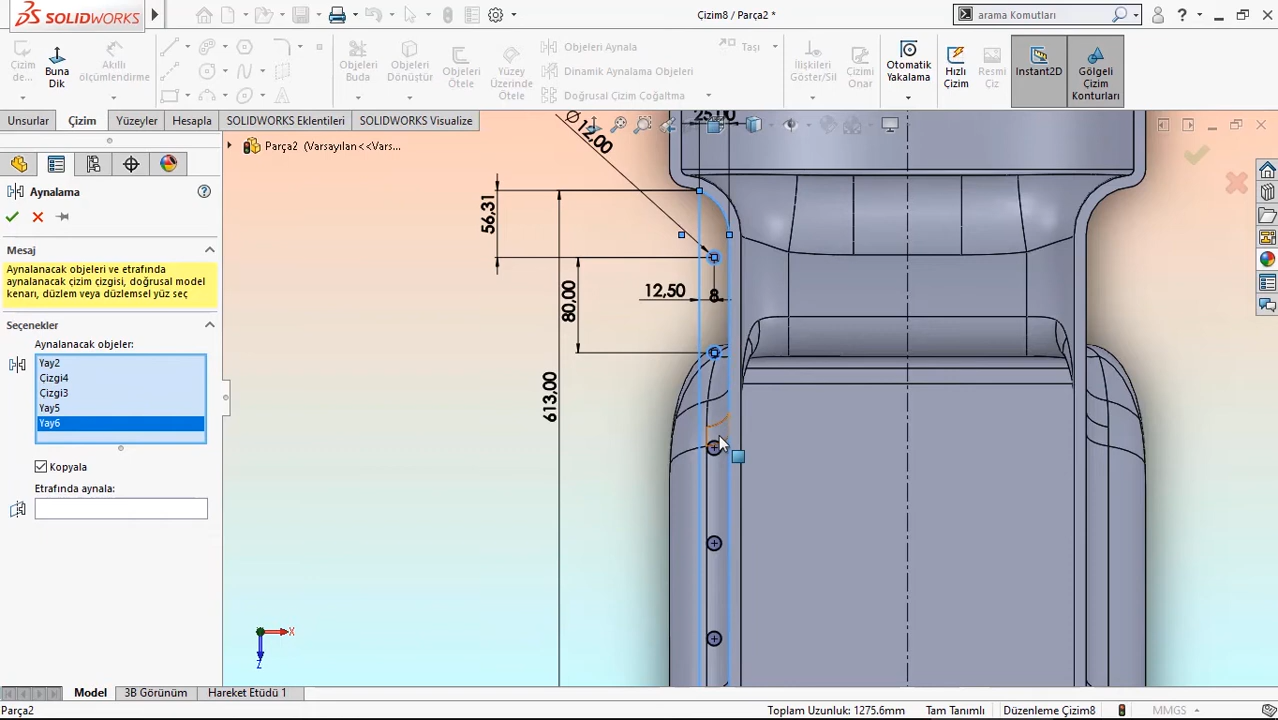 SOLIDWORKS
Çizim8 / Parça2 *
arama Komutları
?
Çizim de...
Buna Dik
Akıllı ölçümlendirme
Objeleri Buda
Objeleri Dönüştür
Objeleri Ötele
Yüzey Üzerinde Ötele
Objeleri Aynala
Dinamik Aynalama Objeleri
Doğrusal Çizim Çoğaltma
Taşı
İlişkileri Göster/Sil
Çizimi Onar
Otomatik Yakalama
Hızlı Çizim
Resmi Çiz
Instant2D
Gölgeli Çizim Konturları
Unsurlar
Çizim
Yüzeyler
Hesapla
SOLIDWORKS Eklentileri
SOLIDWORKS Visualize
Parça2 (Varsayılan<<Vars...
Aynalama
?
Mesaj
Aynalanacak objeleri ve etrafında
aynalanacak çizim çizgisi, doğrusal model
kenarı, düzlem veya düzlemsel yüz seç
Seçenekler
Aynalanacak objeler:
Yay2
Çizgi4
Çizgi3
Yay5
Yay6
Kopyala
Etrafında aynala:
Ø12,00
56,31
80,00
12,50
8
613,00
X
Z
Model
3B Görünüm
Hareket Etüdü 1
Parça2
Toplam Uzunluk: 1275.6mm
Tam Tanımlı
Düzenleme Çizim8
MMGS